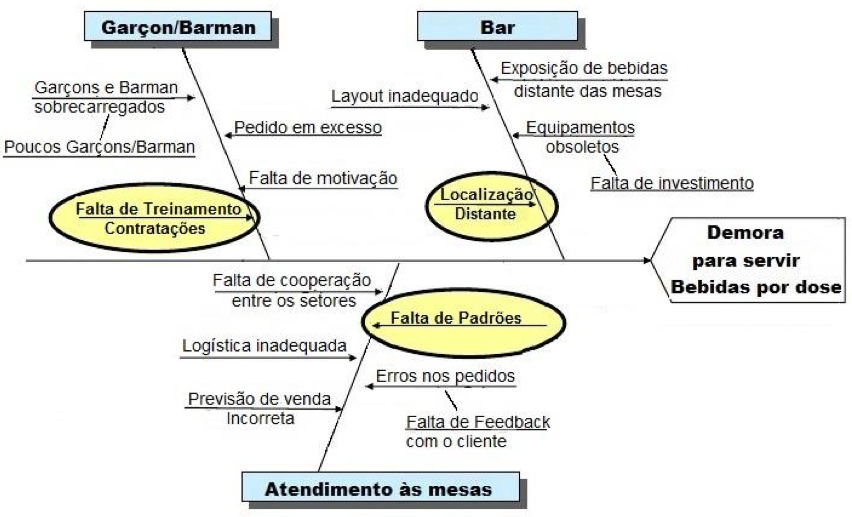 Garçon/Barman
Bar
Garçons e Barman
sobrecarregados
Poucos Garçons/Barman
Pedido em excesso
Falta de motivação
Falta de Treinamento
Contratações
Exposição de bebidas
distante das mesas
Layout inadequado
Equipamentos
obsoletos
Falta de investimento
Localização
Distante
Demora
para servir
Bebidas por dose
Falta de cooperação
entre os setores
Falta de Padrões
Logística inadequada
Erros nos pedidos
Previsão de venda
Incorreta
Falta de Feedback
com o cliente
Atendimento às mesas